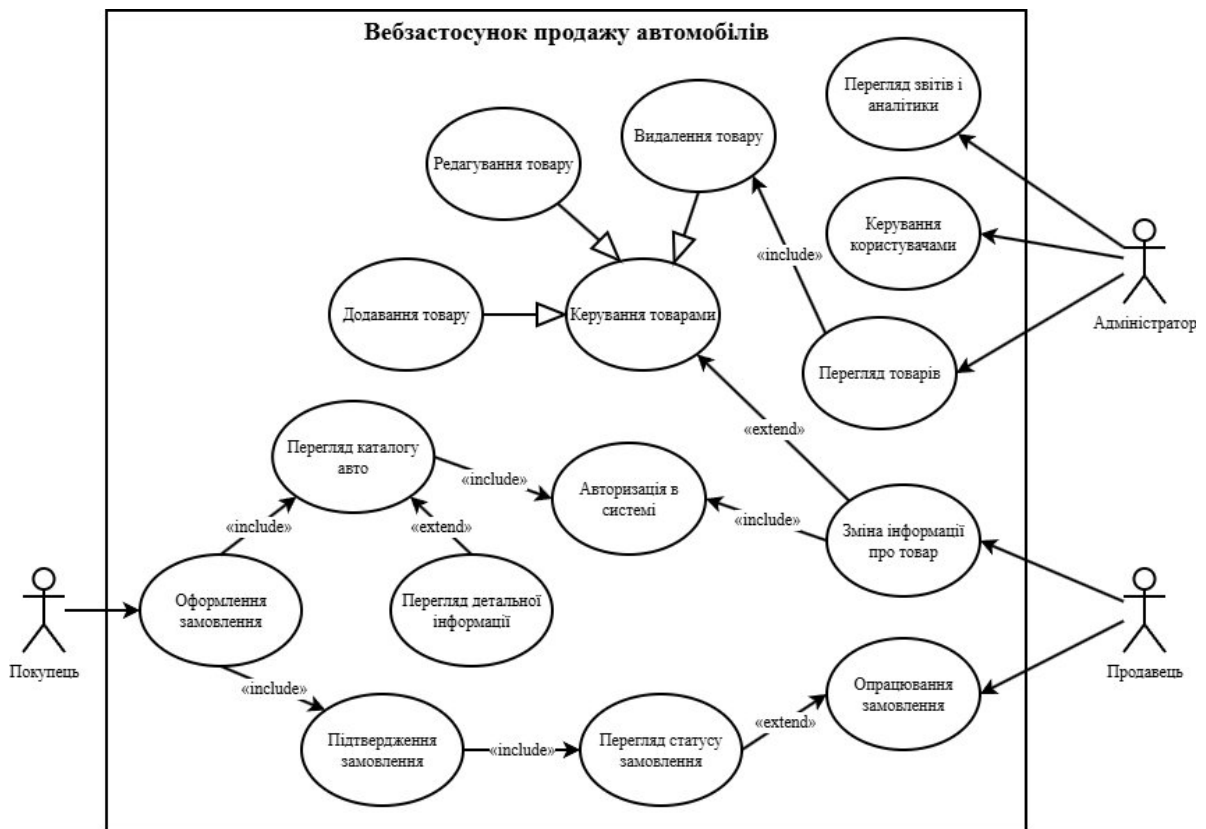 Вебзастосунок продажу автомобілів
Перегляд звітів і
аналітики
Видалення товару
Редагування товару
Керування
користувачами
«include»
Адміністратор
Додавання товару
Керування товарами
Перегляд товарів
«extend»
Перегляд каталогу
авто
«include»
Авторизація в
системі
«include»
«extend»
«include»
Зміна інформації
про товар
Оформлення
замовлення
Перегляд детальної
інформації
Покупець
Продавець
«include»
Опрацювання
замовлення
«extend»
Підтвердження
замовлення
«include»
Перегляд статусу
замовлення